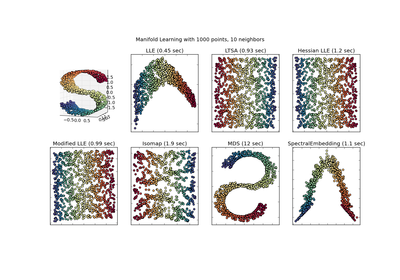 Manifold Learning with 1000 points, 10 neighbors
LLE (0.45 sec)
LTSA (0.93 sec)
Hessian LLE (1.2 sec)
Modified LLE (0.99 sec)
Isomap (1.9 sec)
MDS (12 sec)
SpectralEmbedding (1.1 sec)